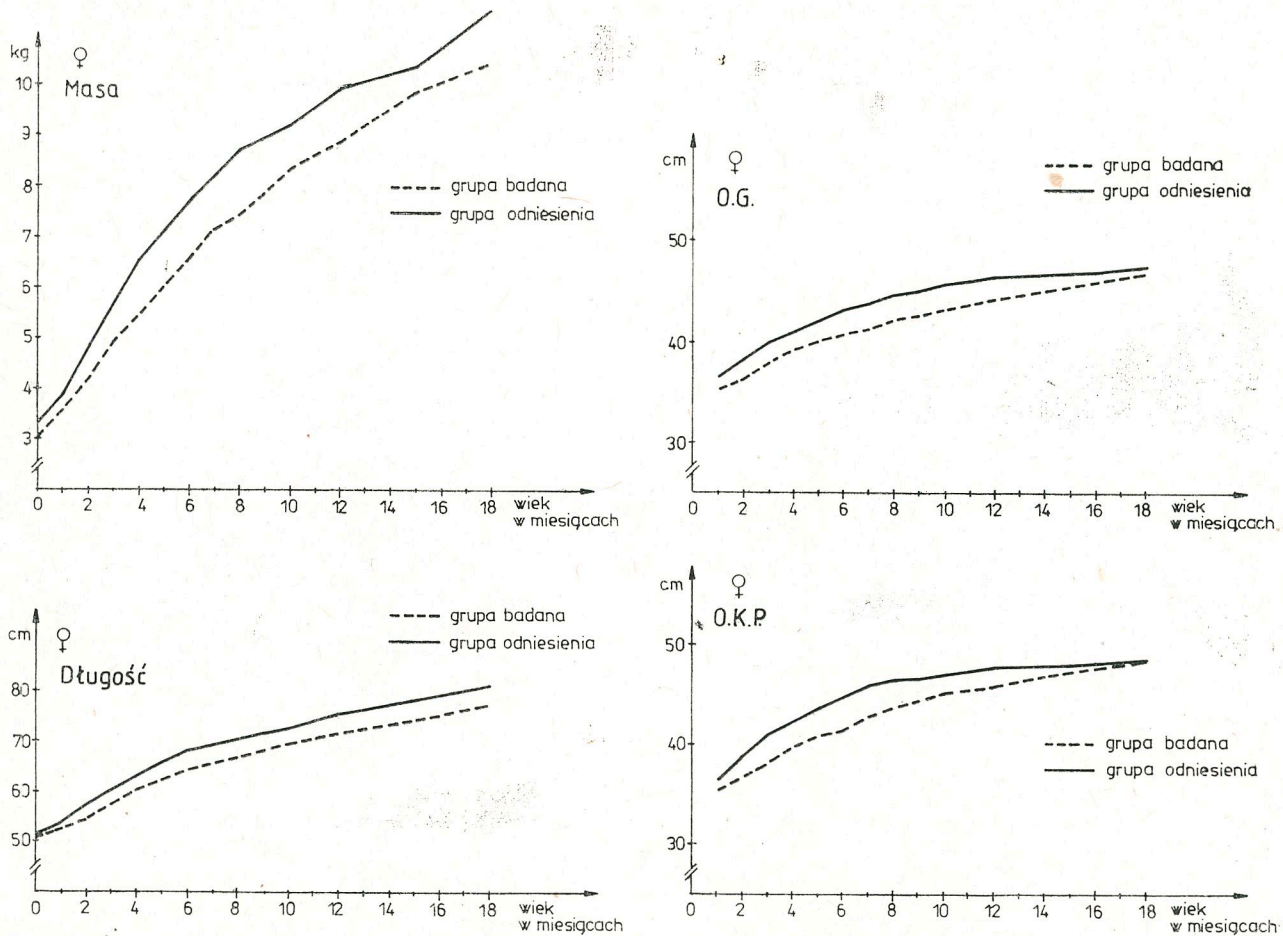 kg
♀
Masa
10
9
8
7
6
5
4
3
grupa badana
grupa odniesienia
0 2 4 6 8 10 12 14 16 18 wiek
w miesiącach
cm
♀
O.G.
50
40
30
grupa badana
grupa odniesienia
0 2 4 6 8 10 12 14 16 18 wiek
w miesiącach
cm
♀
Długość
80
70
60
50
grupa badana
grupa odniesienia
0 2 4 6 8 10 12 14 16 18 wiek
w miesiącach
cm
♀
O.K.P.
50
40
30
grupa badana
grupa odniesienia
0 2 4 6 8 10 12 14 16 18 wiek
w miesiącach